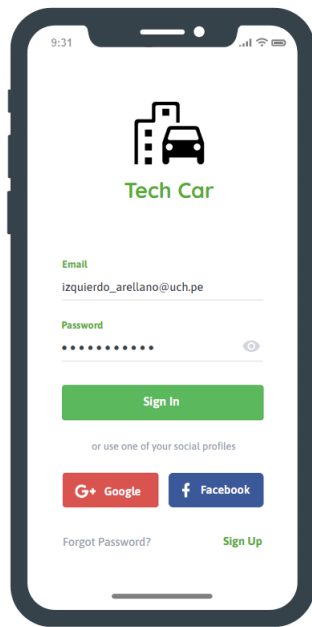 9:31
Tech Car
Email
izquierdo_arellano@uch.pe
Password
•••••••••••
Sign In
or use one of your social profiles
G+ Google
f Facebook
Forgot Password? Sign Up